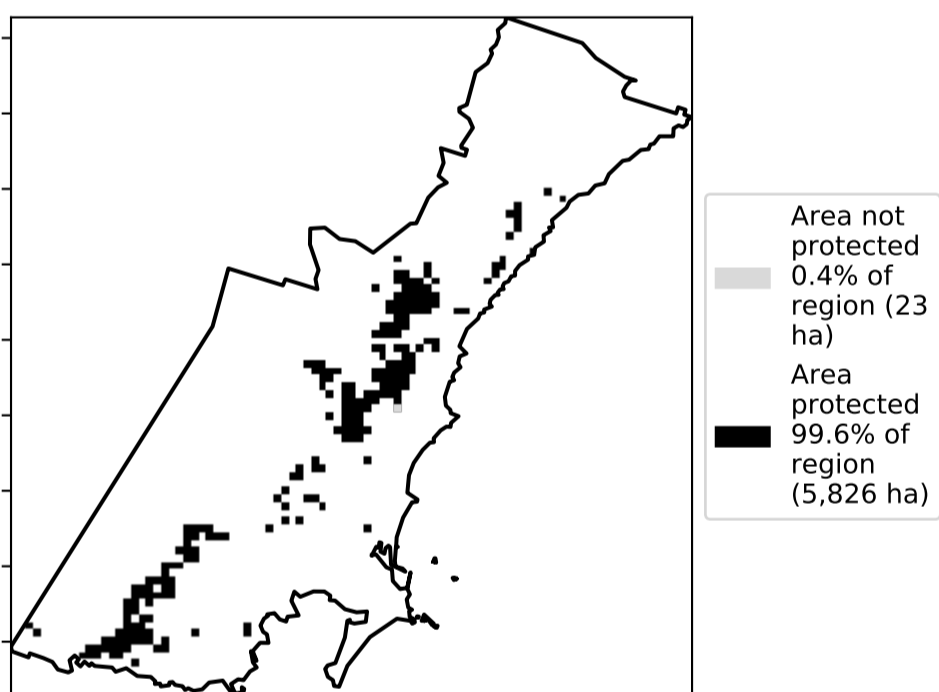 Area not
protected
0.4% of
region (23
ha)
Area
protected
99.6% of
region
(5,826 ha)